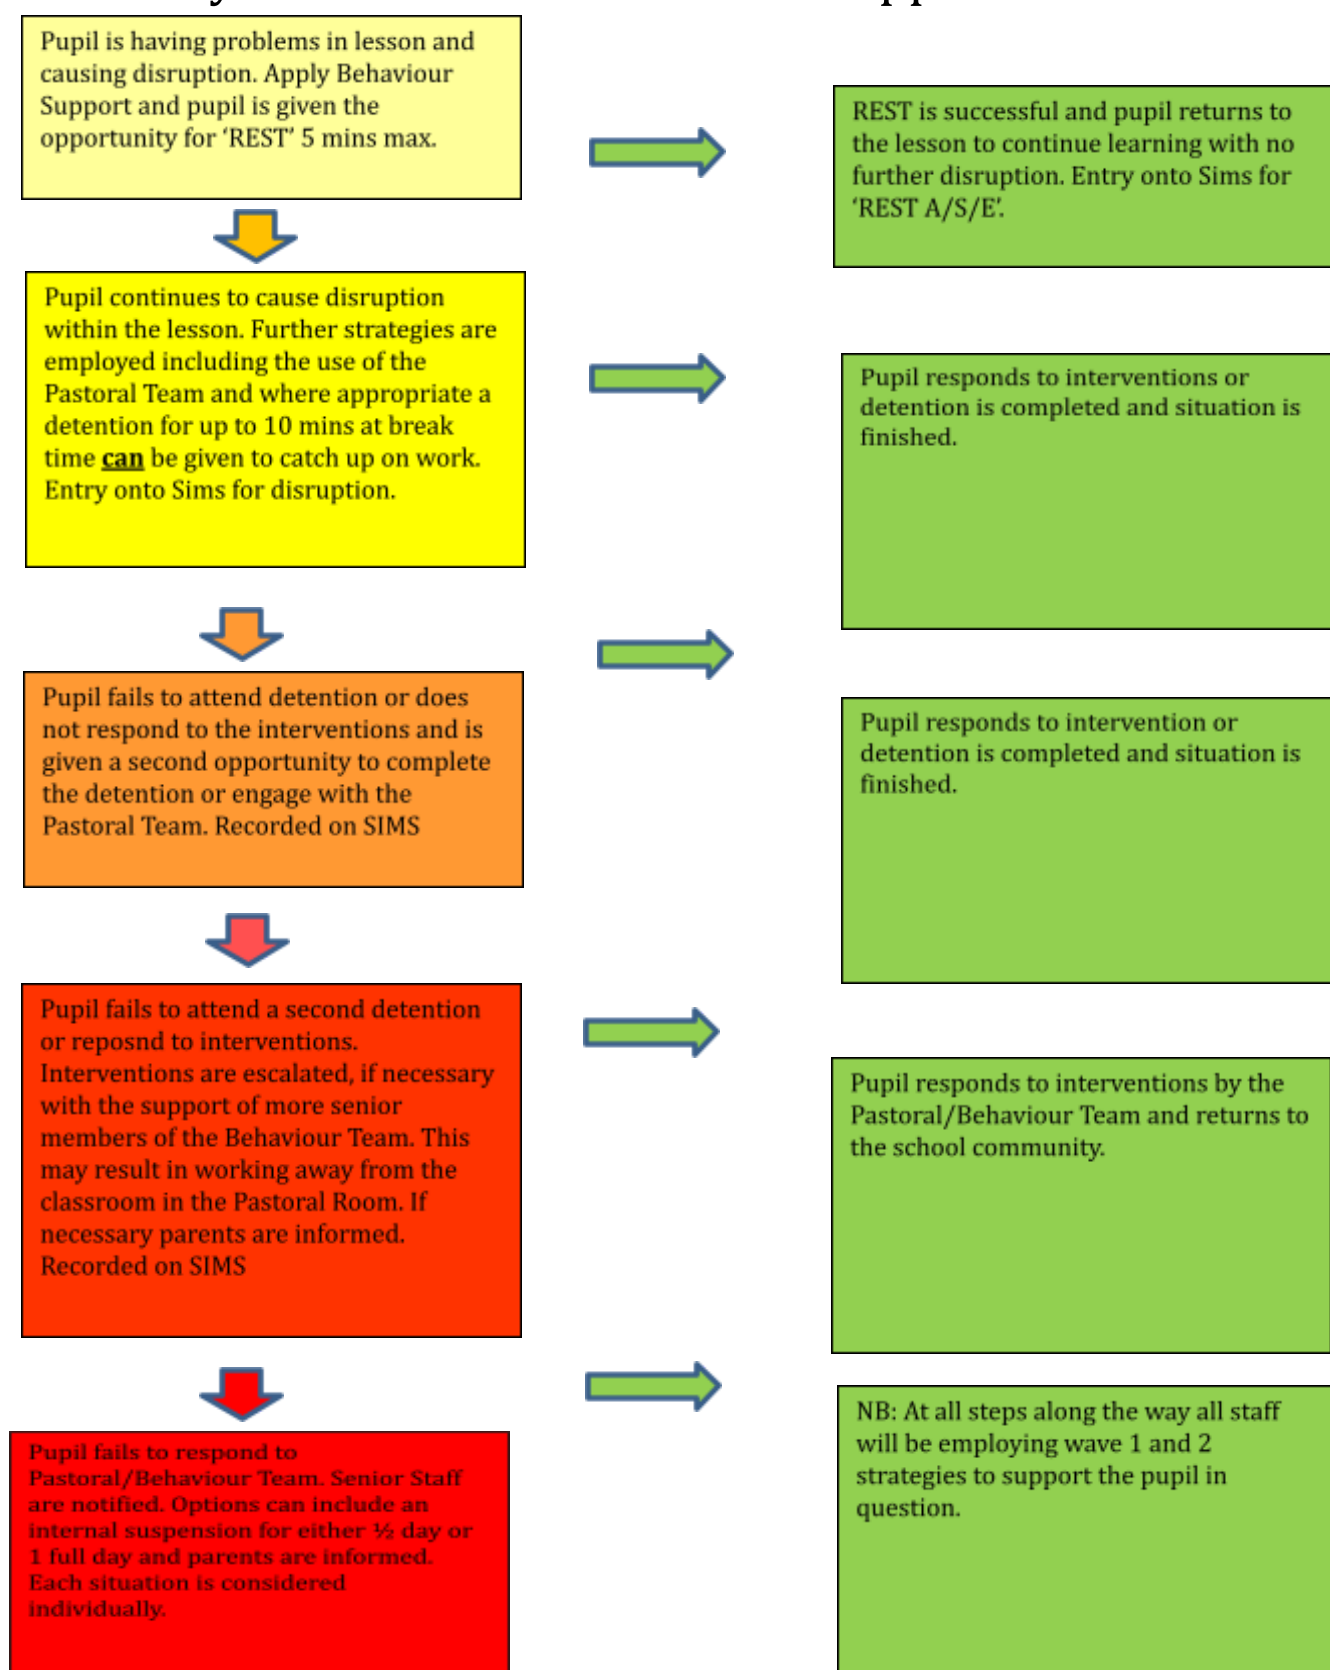 Pupil is having problems in lesson and
causing disruption. Apply Behaviour
Support and pupil is given the
opportunity for ‘REST’ 5 mins max.
REST is successful and pupil returns to
the lesson to continue learning with no
further disruption. Entry onto Sims for
‘REST A/S/E’.
Pupil continues to cause disruption
within the lesson. Further strategies are
employed including the use of the
Pastoral Team and where appropriate a
detention for up to 10 mins at break
time can be given to catch up on work.
Entry onto Sims for disruption.
Pupil responds to interventions or
detention is completed and situation is
finished.
Pupil fails to attend detention or does
not respond to the interventions and is
given a second opportunity to complete
the detention or engage with the
Pastoral Team. Recorded on SIMS
Pupil responds to intervention or
detention is completed and situation is
finished.
Pupil fails to attend a second detention
or reposnd to interventions.
Interventions are escalated, if necessary
with the support of more senior
members of the Behaviour Team. This
may result in working away from the
classroom in the Pastoral Room. If
necessary parents are informed.
Recorded on SIMS
Pupil responds to interventions by the
Pastoral/Behaviour Team and returns to
the school community.
Pupil fails to respond to
Pastoral/Behaviour Team. Senior Staff
are notified. Options can include an
internal suspension for either ½ day or
1 full day and parents are informed.
Each situation is considered
individually.
NB: At all steps along the way all staff
will be employing wave 1 and 2
strategies to support the pupil in
question.